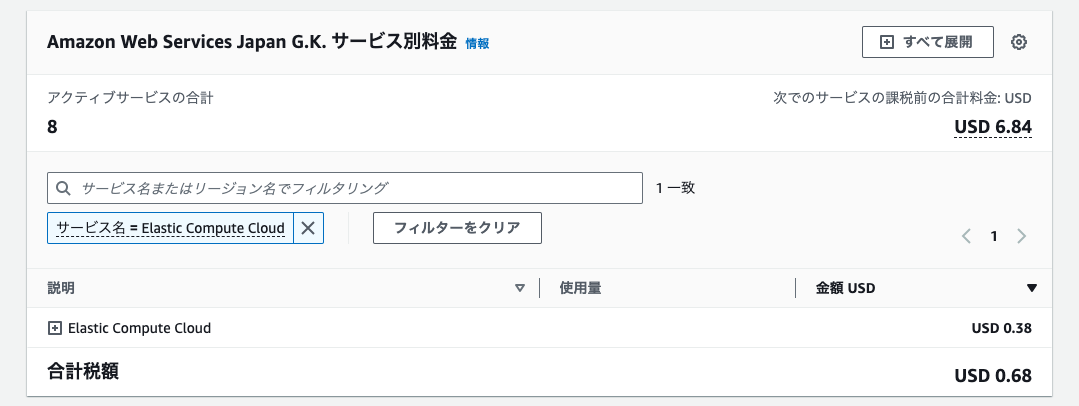 Amazon Web Services Japan G.K. サービス別料金 情報
すべて展開
アクティブサービスの合計
次でのサービスの課税前の合計料金: USD
8
USD 6.84
サービス名またはリージョン名でフィルタリング
1 一致
サービス名 = Elastic Compute Cloud
フィルターをクリア
1
説明
使用量
金額 USD
Elastic Compute Cloud
USD 0.38
合計税額
USD 0.68